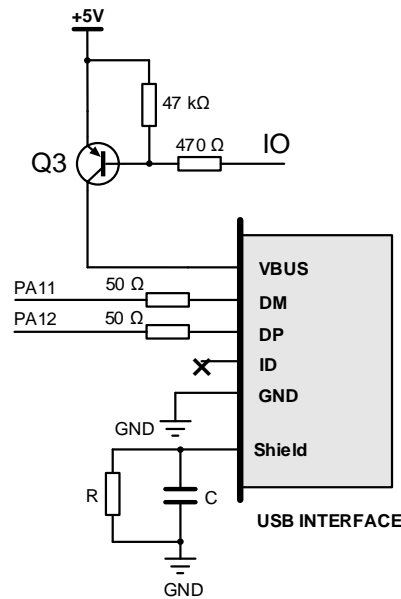 +5V
47 kΩ
Q3
470 Ω
IO
VBUS
PA11
50 Ω
DM
PA12
50 Ω
DP
ID
GND
GND
Shield
R
C
USB INTERFACE
GND